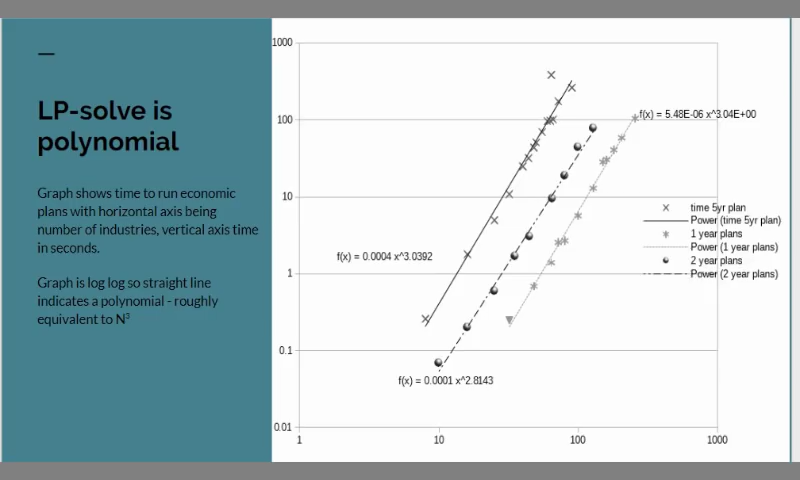 LP-solve is
polynomial
Graph shows time to run economic
plans with horizontal axis being
number of industries, vertical axis time
in seconds.
Graph is log log so straight line
indicates a polynomial - roughly
equivalent to N³
1000
100
10
1
0.1
0.01
1
10
100
1000
f(x) = 5.48E-06 x^3.04E+00
f(x) = 0.0004 x^3.0392
f(x) = 0.0001 x^2.8143
time 5yr plan
Power (time 5yr plan)
1 year plans
Power (1 year plans)
2 year plans
Power (2 year plans)